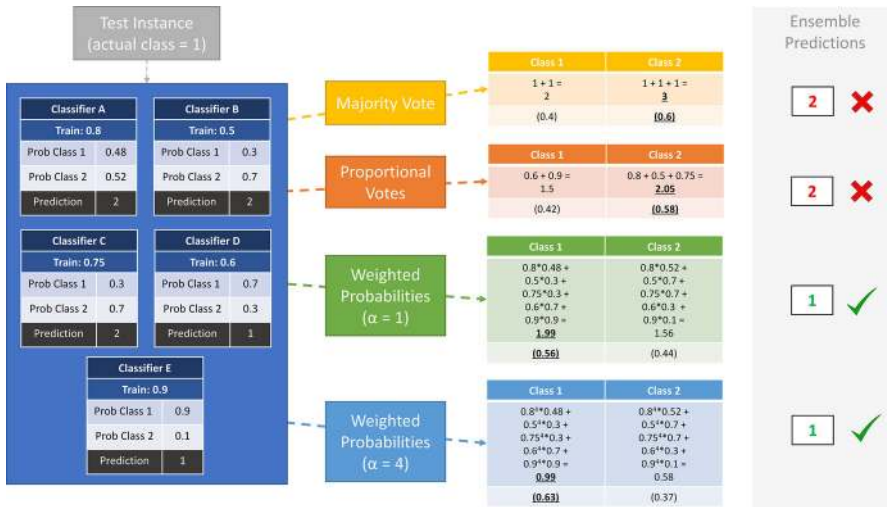 Test Instance
(actual class = 1)
Classifier A
Train: 0.8
Prob Class 1 0.48
Prob Class 2 0.52
Prediction 2
Classifier B
Train: 0.5
Prob Class 1 0.3
Prob Class 2 0.7
Prediction 2
Classifier C
Train: 0.75
Prob Class 1 0.3
Prob Class 2 0.7
Prediction 2
Classifier D
Train: 0.6
Prob Class 1 0.7
Prob Class 2 0.3
Prediction 1
Classifier E
Train: 0.9
Prob Class 1 0.9
Prob Class 2 0.1
Prediction 1
Majority Vote
Class 1 Class 2
1 + 1 = 1 + 1 + 1 =
2 3
(0.4) (0.6)
Proportional
Votes
Class 1 Class 2
0.6 + 0.9 = 0.8 + 0.5 + 0.75 =
1.5 2.05
(0.42) (0.58)
Weighted
Probabilities
(α = 1)
Class 1 Class 2
0.8*0.48 + 0.8*0.52 +
0.5*0.3 + 0.5*0.7 +
0.75*0.3 + 0.75*0.7 +
0.6*0.7 + 0.6*0.3 +
0.9*0.9 = 0.9*0.1 =
1.99 1.56
(0.56) (0.44)
Weighted
Probabilities
(α = 4)
Class 1 Class 2
0.8⁴*0.48 + 0.8⁴*0.52 +
0.5⁴*0.3 + 0.5⁴*0.7 +
0.75⁴*0.3 + 0.75⁴*0.7 +
0.6⁴*0.7 + 0.6⁴*0.3 +
0.9⁴*0.9 = 0.9⁴*0.1 =
0.99 0.58
(0.63) (0.37)
Ensemble
Predictions
2
2
1
1